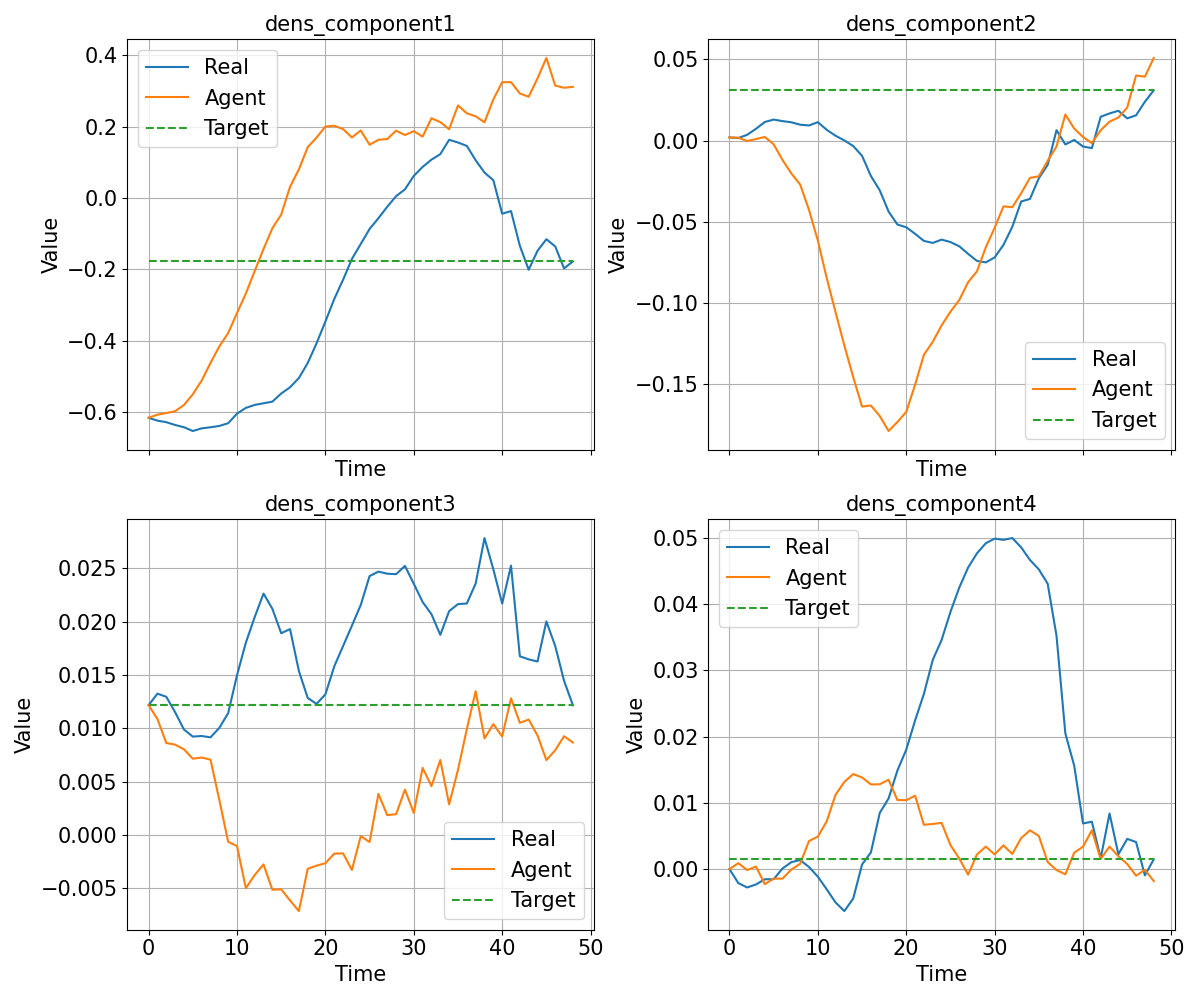 dens_component1
Value
0.4
0.2
0.0
−0.2
−0.4
−0.6
Real
Agent
Target
Time
dens_component2
Value
0.05
0.00
−0.05
−0.10
−0.15
Real
Agent
Target
Time
dens_component3
Value
0.025
0.020
0.015
0.010
0.005
0.000
−0.005
Real
Agent
Target
0 10 20 30 40 50
Time
dens_component4
Value
0.05
0.04
0.03
0.02
0.01
0.00
Real
Agent
Target
0 10 20 30 40 50
Time